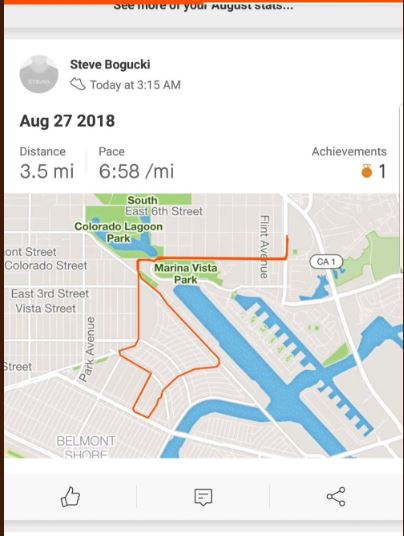 See more of your August stats...
Steve Bogucki
Today at 3:15 AM
Aug 27 2018
Distance
3.5 mi
Pace
6:58 /mi
Achievements
1
South
East 6th Street
Colorado Lagoon
Park
Flint Avenue
CA 1
ont Street
Colorado Street
Marina Vista
Park
East 3rd Street
Vista Street
Park Avenue
Street
BELMONT
SHORE